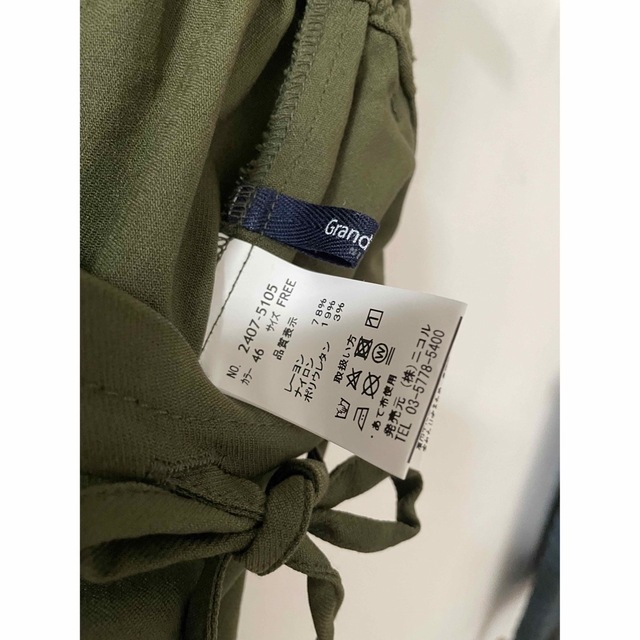 Grand
NO. 2407-5105
カラー 46 サイズ FREE
品質表示
レーヨン 78%
ナイロン 19%
ポリウレタン 3%
取扱い方
・あて布使用
発売元 (株)ニコル
TEL 03-5778-5400